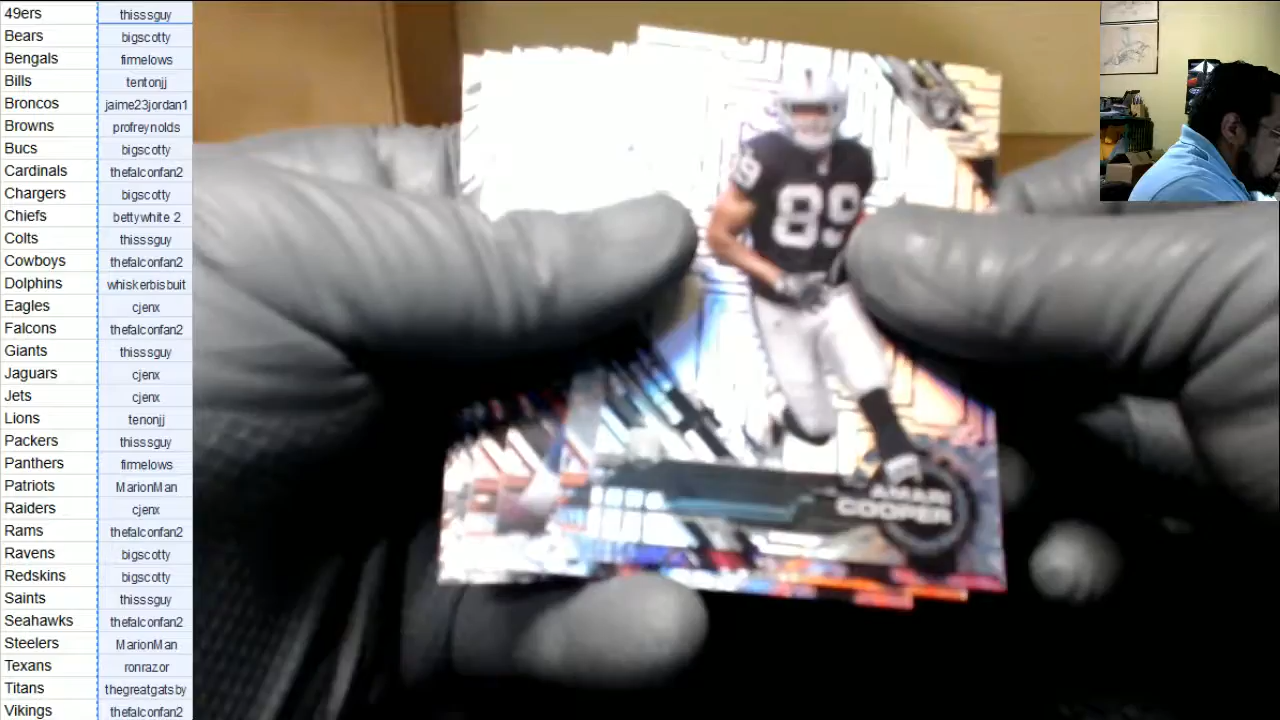 49ers thisssguy
Bears bigscotty
Bengals firmelows
Bills tentonjj
Broncos jaime23jordan1
Browns profreynolds
Bucs bigscotty
Cardinals thefalconfan2
Chargers bigscotty
Chiefs bettywhite 2
Colts thisssguy
Cowboys thefalconfan2
Dolphins whiskerbisbuit
Eagles cjenx
Falcons thefalconfan2
Giants thisssguy
Jaguars cjenx
Jets cjenx
Lions tenonjj
Packers thisssguy
Panthers firmelows
Patriots MarionMan
Raiders cjenx
Rams thefalconfan2
Ravens bigscotty
Redskins bigscotty
Saints thisssguy
Seahawks thefalconfan2
Steelers MarionMan
Texans ronrazor
Titans thegreatgatsby
Vikings thefalconfan2
89
89
AMARI
COOPER